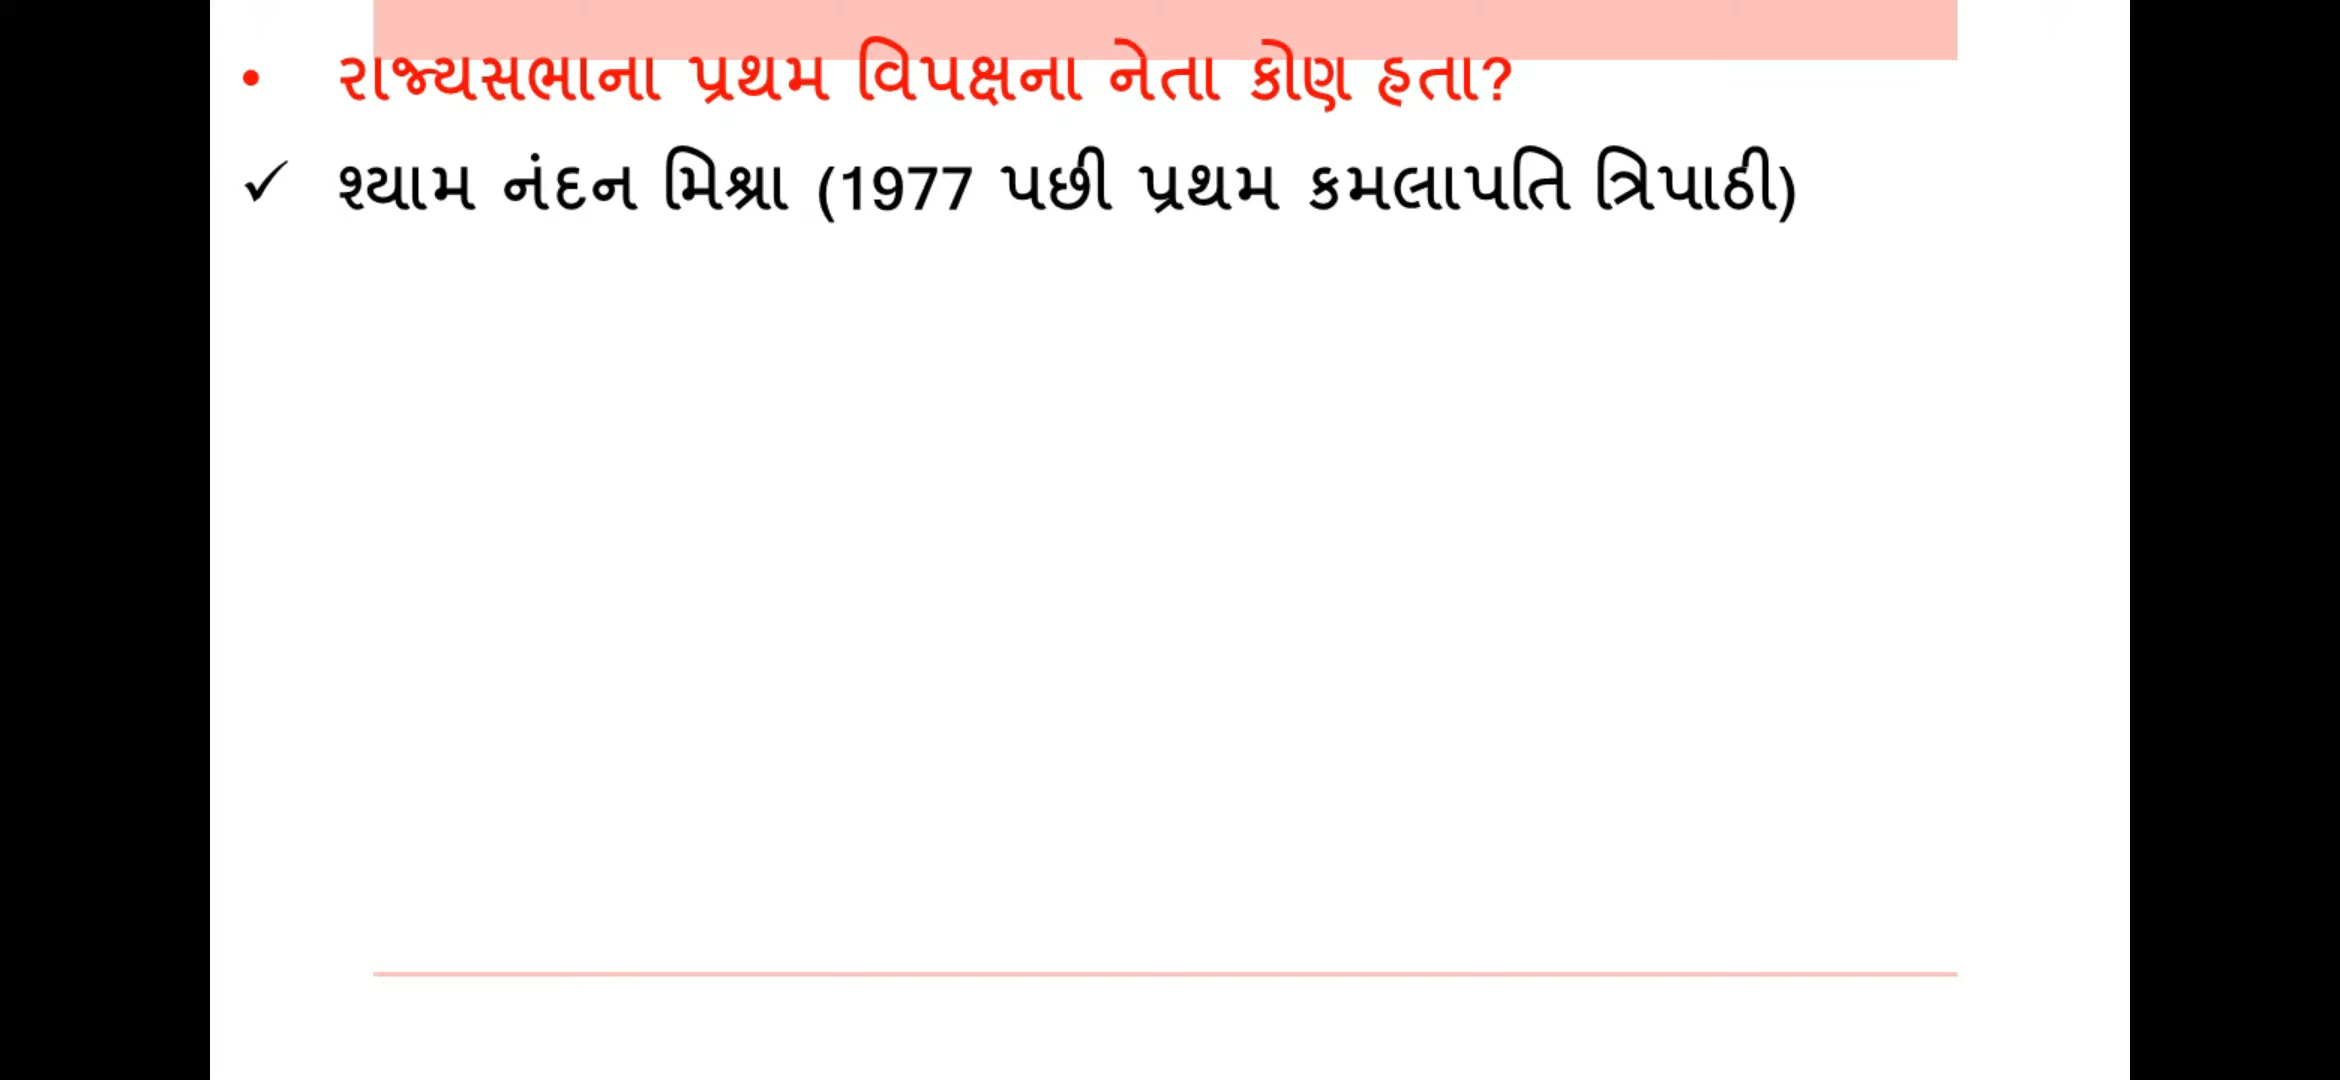 • રાજ્યસભાના પ્રથમ વિપક્ષના નેતા કોણ હતા?
✓ શ્યામ નંદન મિશ્રા (1977 પછી પ્રથમ કમલાપતિ ત્રિપાઠી)